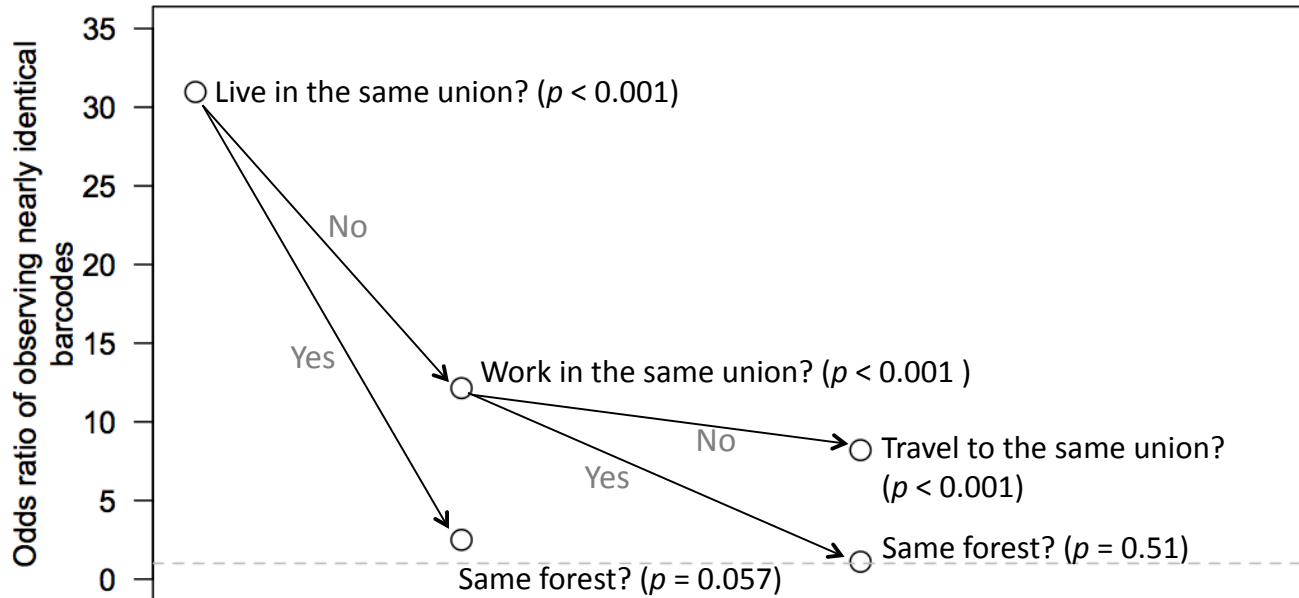 Odds ratio of observing nearly identical
barcodes
35
30
25
20
15
10
5
0
Live in the same union? (p < 0.001)
No
Yes
Work in the same union? (p < 0.001 )
No
Yes
Travel to the same union?
(p < 0.001)
Same forest? (p = 0.51)
Same forest? (p = 0.057)